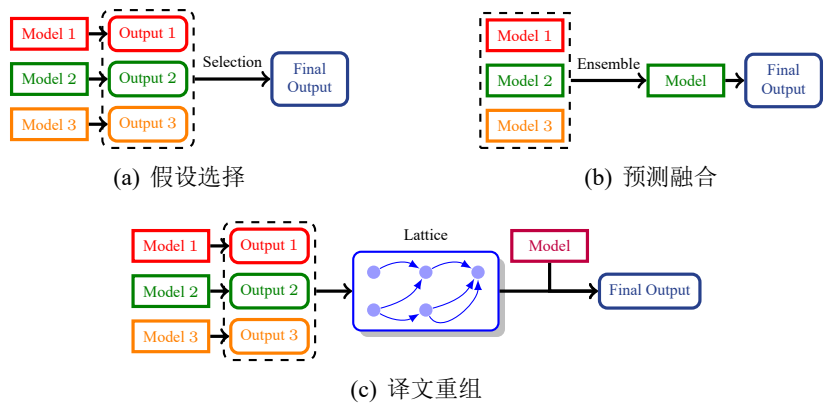 Model 1
Output 1
Model 2
Output 2
Model 3
Output 3
Selection
Final
Output
(a) 假设选择
Model 1
Model 2
Model 3
Ensemble
Model
Final
Output
(b) 预测融合
Model 1
Output 1
Model 2
Output 2
Model 3
Output 3
Lattice
Model
Final Output
(c) 译文重组